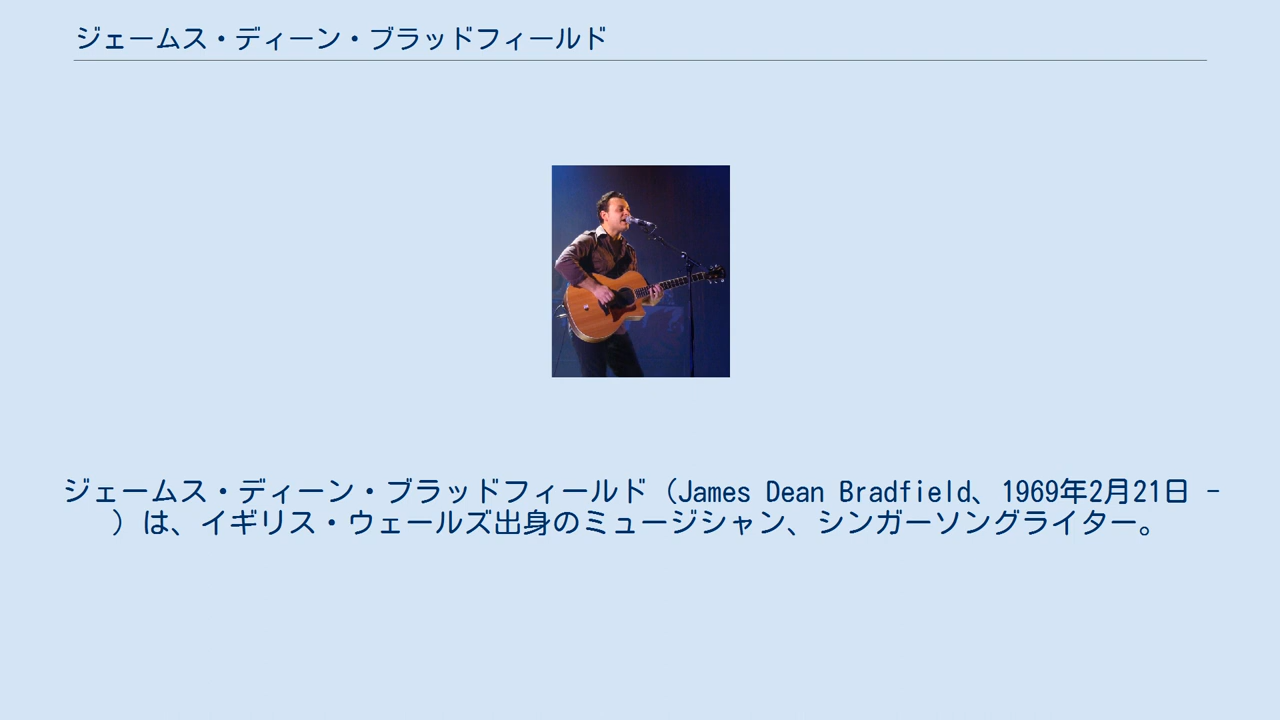 ジェームス・ディーン・ブラッドフィールド
ジェームス・ディーン・ブラッドフィールド（James Dean Bradfield、1969年2月21日 -
）は、イギリス・ウェールズ出身のミュージシャン、シンガーソングライター。